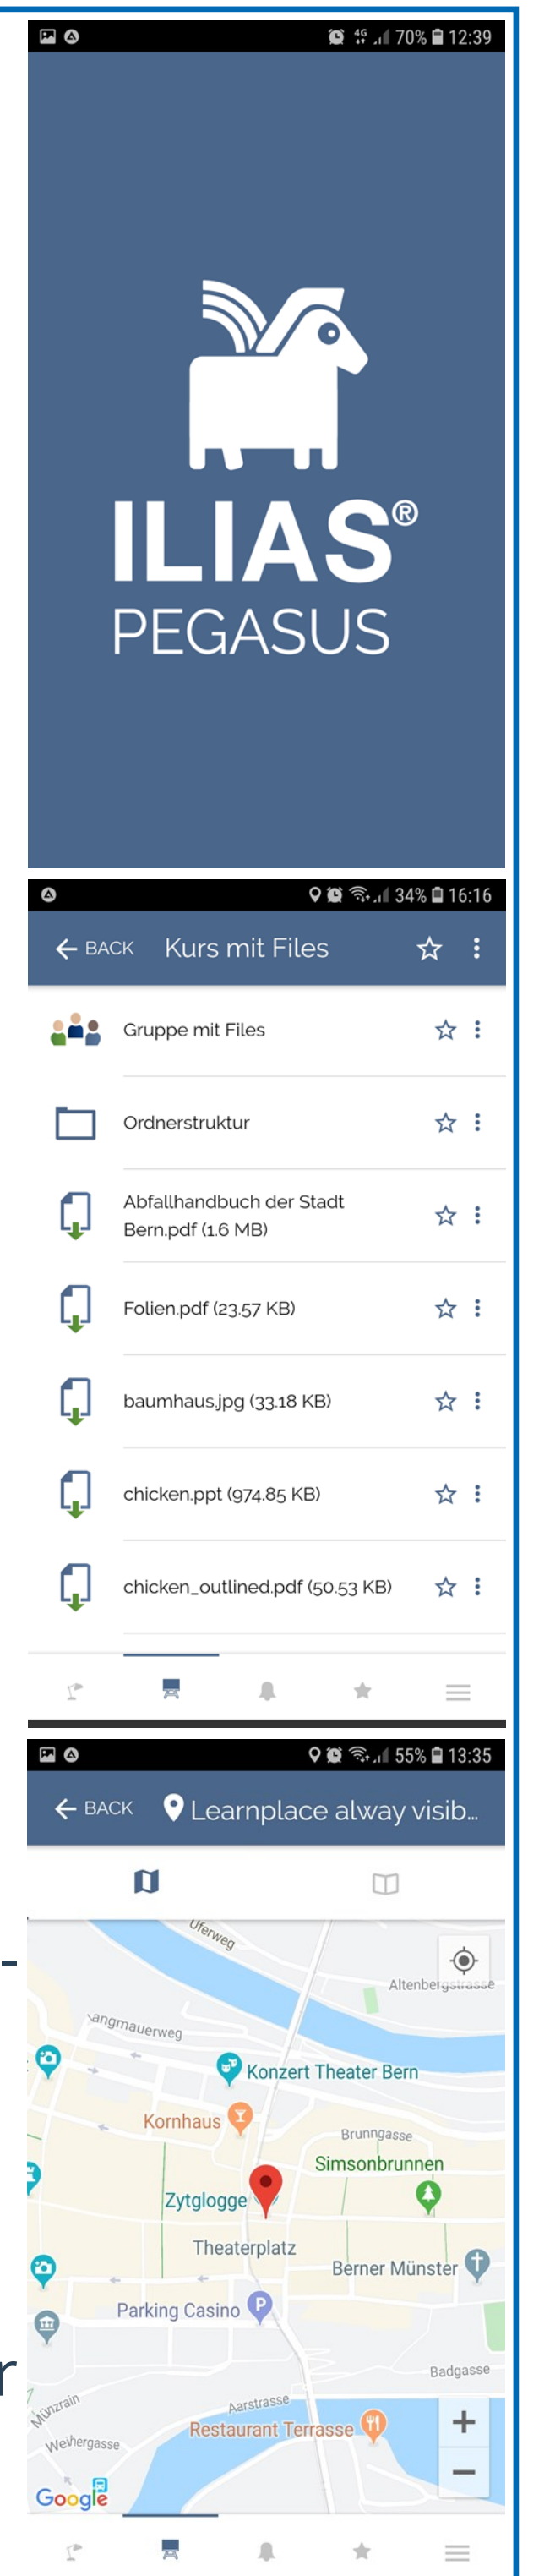 4G 70% 12:39
ILIAS®
PEGASUS
34% 16:16
BACK Kurs mit Files
Gruppe mit Files
Ordnerstruktur
Abfallhandbuch der Stadt
Bern.pdf (1.6 MB)
Folien.pdf (23.57 KB)
baumhaus.jpg (33.18 KB)
chicken.ppt (974.85 KB)
chicken_outlined.pdf (50.53 KB)
55% 13:35
BACK Learnplace alway visib...
-
Uferweg
Altenbergstrasse
Langmauerweg
Konzert Theater Bern
Kornhaus
Brunngasse
Simsonbrunnen
Zytglogge
Theaterplatz
Berner Münster
Parking Casino
P
r
Badgasse
Münzrain
Aarstrasse
Restaurant Terrasse
Weihergasse
Google
+
−